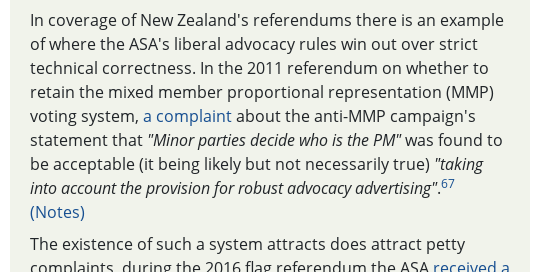 In coverage of New Zealand's referendums there is an example
of where the ASA's liberal advocacy rules win out over strict
technical correctness. In the 2011 referendum on whether to
retain the mixed member proportional representation (MMP)
voting system, a complaint about the anti-MMP campaign's
statement that "Minor parties decide who is the PM" was found to
be acceptable (it being likely but not necessarily true) "taking
into account the provision for robust advocacy advertising".67
(Notes)
The existence of such a system attracts does attract petty
complaints, during the 2016 flag referendum the ASA received a